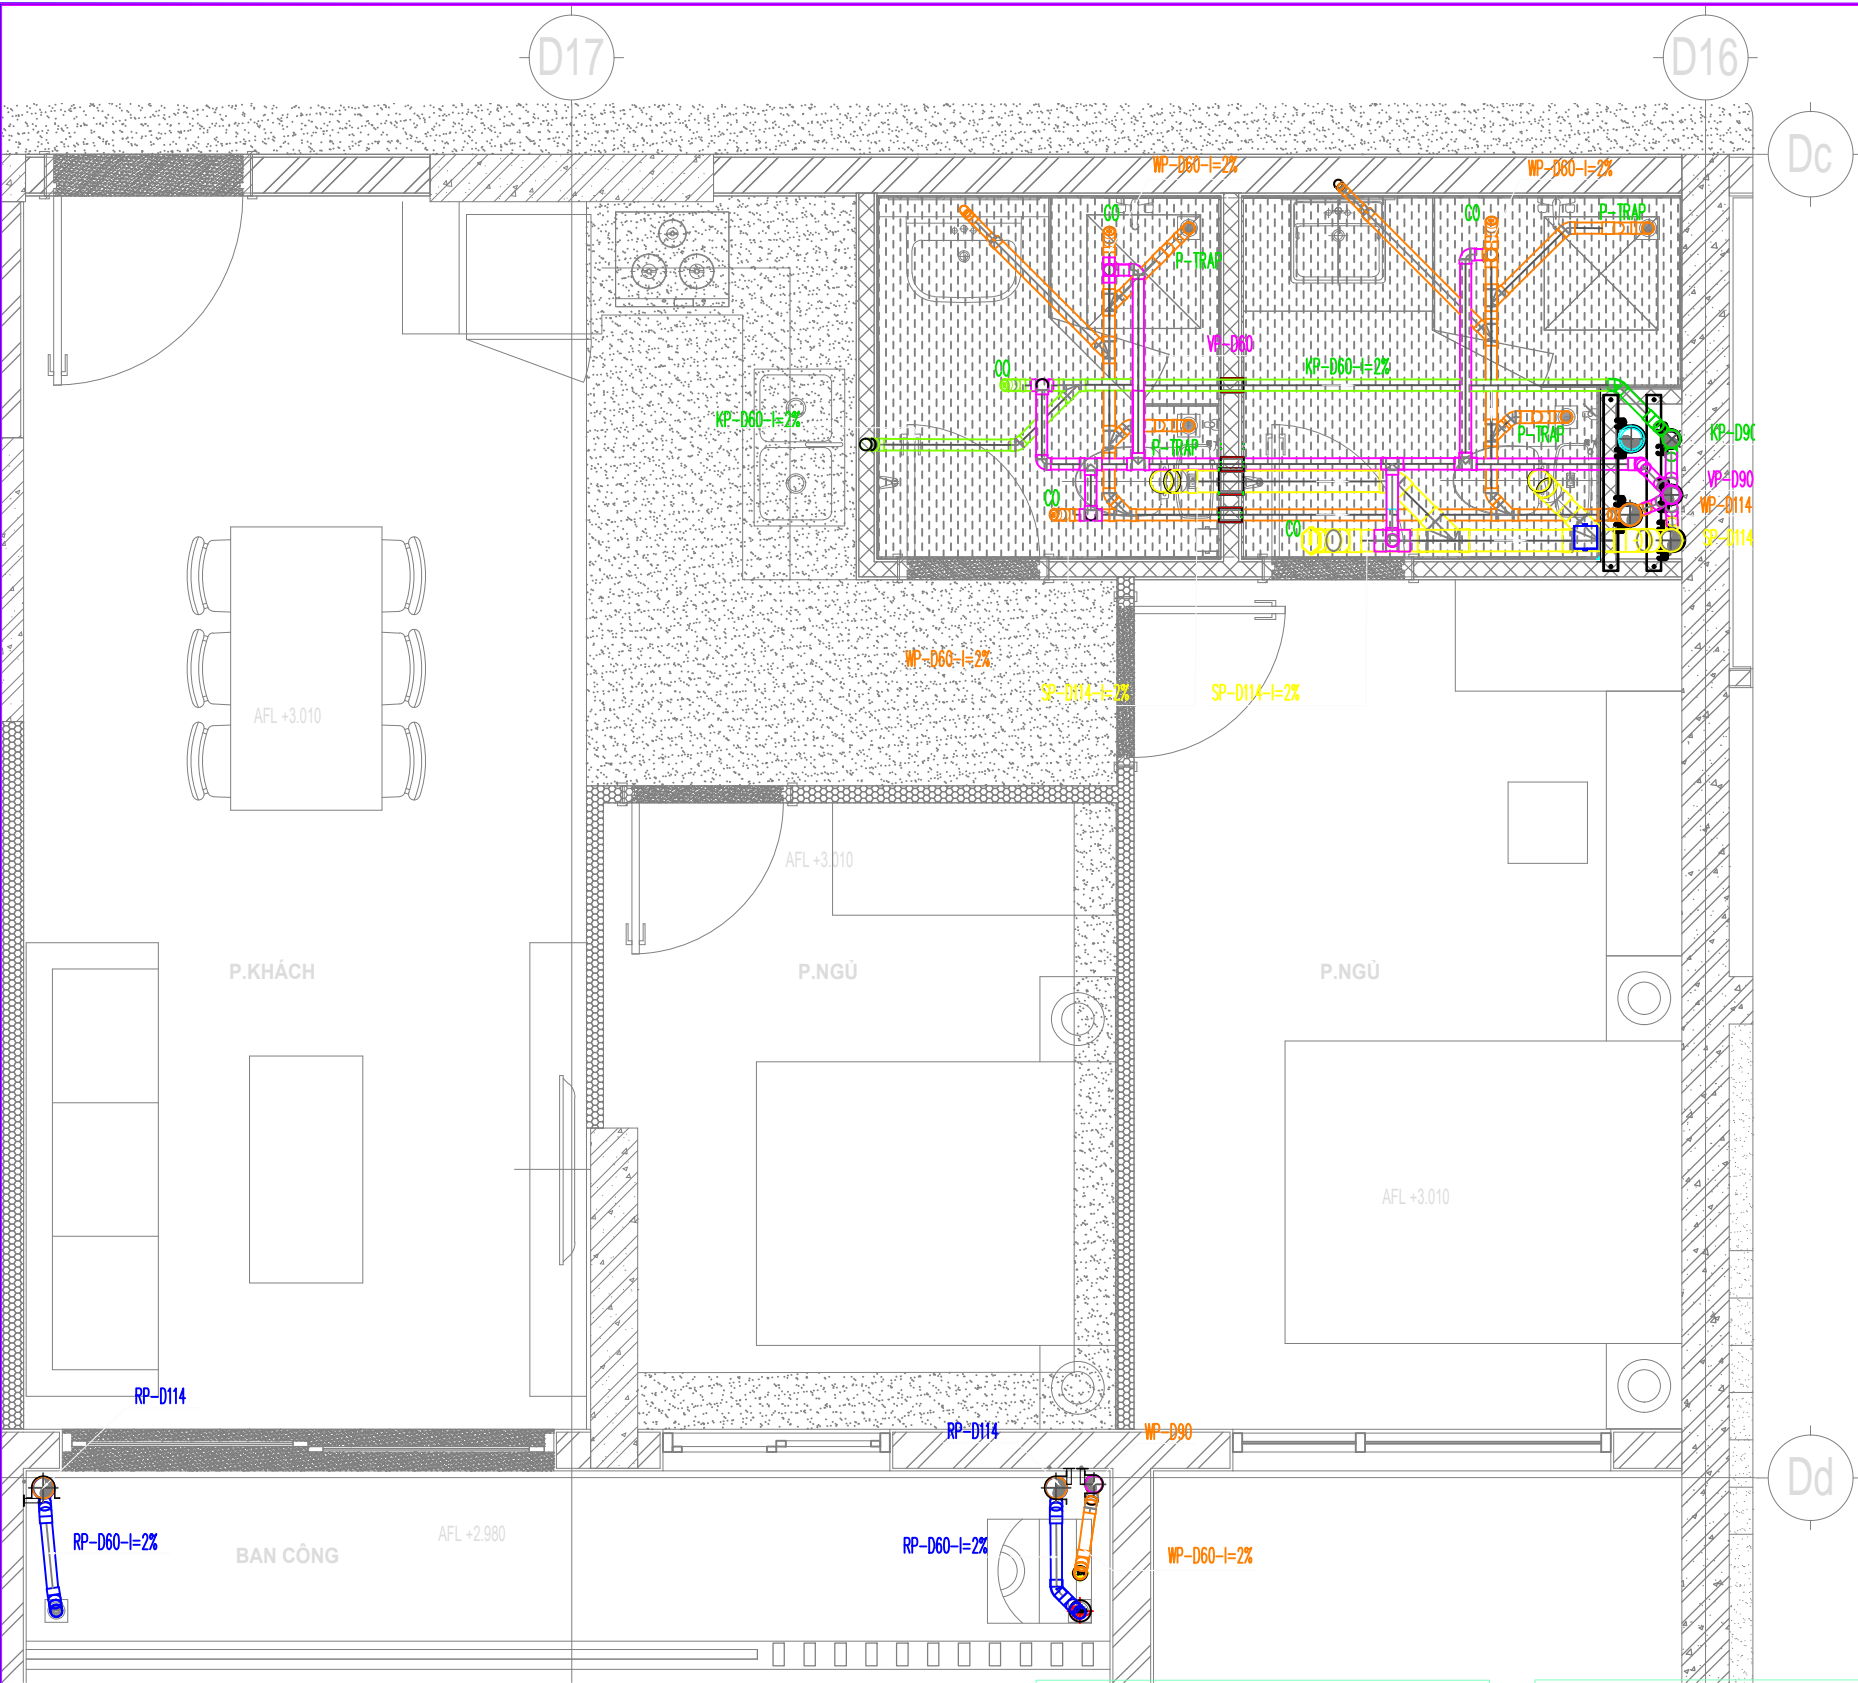 D17
D16
Dc
WP-D60-I=2%
WP-D60-I=2%
CO
CO
P-TRAP
P-TRAP
VP-D60
KP-D60-I=2%
CO
KP-D60-I=2%
P-TRAP
P-TRAP
KP-D90
VP-D90
CO
WP-D114
CO
SP-D114
WP-D60-I=2%
SP-D114-I=2%
SP-D114-I=2%
AFL +3.010
AFL +3.010
P.KHÁCH
P.NGỦ
P.NGỦ
AFL +3.010
RP-D114
RP-D114
WP-D90
Dd
RP-D60-I=2%
AFL +2.980
BAN CÔNG
RP-D60-I=2%
WP-D60-I=2%